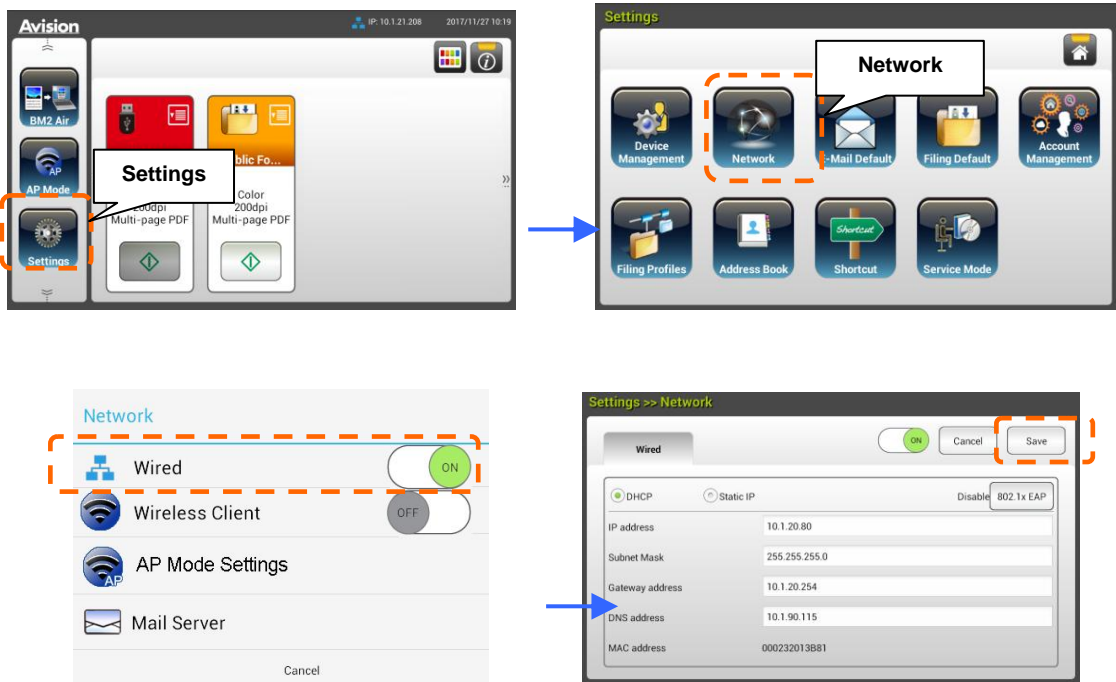 Avision
IP: 10.1.21.208
2017/11/27 10:19
BM2 Air
AP
AP Mode
Settings
Settings
blic Fo...
200dpi
Multi-page PDF
Color
200dpi
Multi-page PDF
Settings
Network
Device
Management
Network
-Mail Default
Filing Default
Account
Management
Filing Profiles
Address Book
Shortcut
Shortcut
Service Mode
Network
Wired
ON
Wireless Client
OFF
AP
AP Mode Settings
Mail Server
Cancel
Settings >> Network
Wired
ON
Cancel
Save
DHCP
Static IP
Disable
802.1x EAP
IP address
10.1.20.80
Subnet Mask
255.255.255.0
Gateway address
10.1.20.254
DNS address
10.1.90.115
MAC address
000232013B81